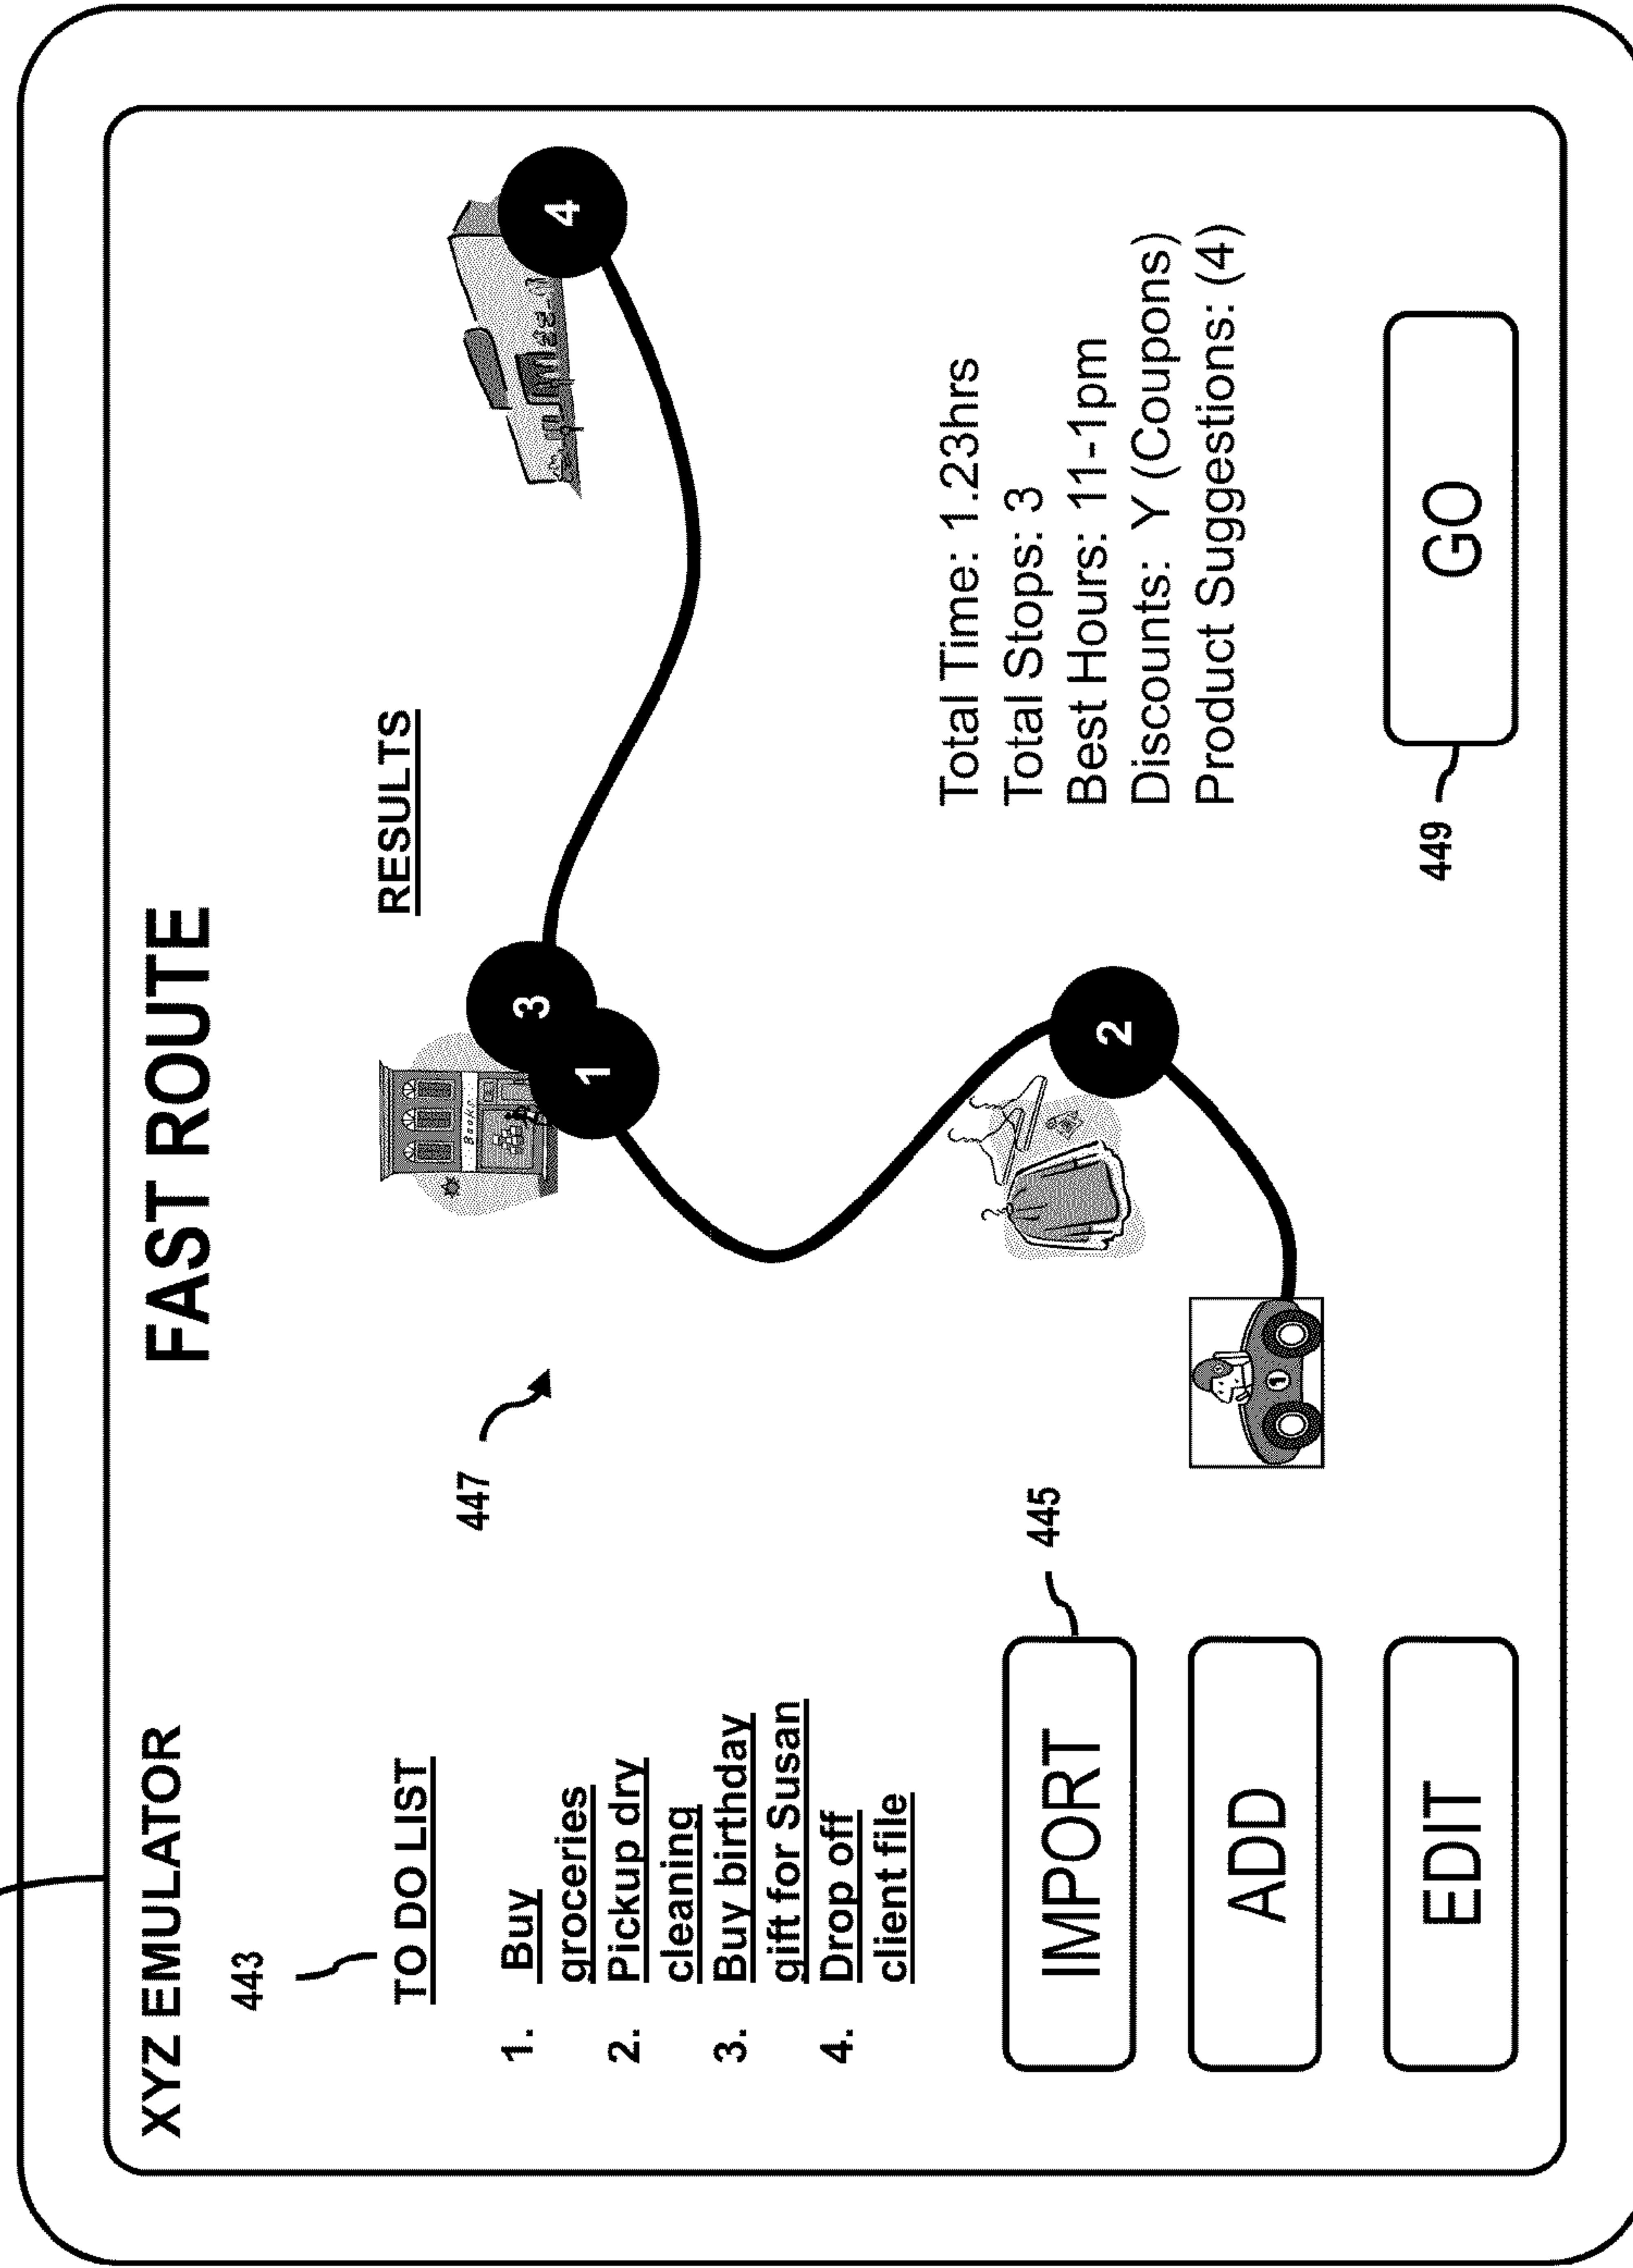 XYZ EMULATOR
FAST ROUTE
443
TO DO LIST
1. Buy
groceries
2. Pickup dry
cleaning
3. Buy birthday
gift for Susan
4. Drop off
client file
445
IMPORT
ADD
EDIT
447
RESULTS
Books
3
1
4
2
1
Total Time: 1.23hrs
Total Stops: 3
Best Hours: 11-1pm
Discounts: Y (Coupons)
Product Suggestions: (4)
449
GO